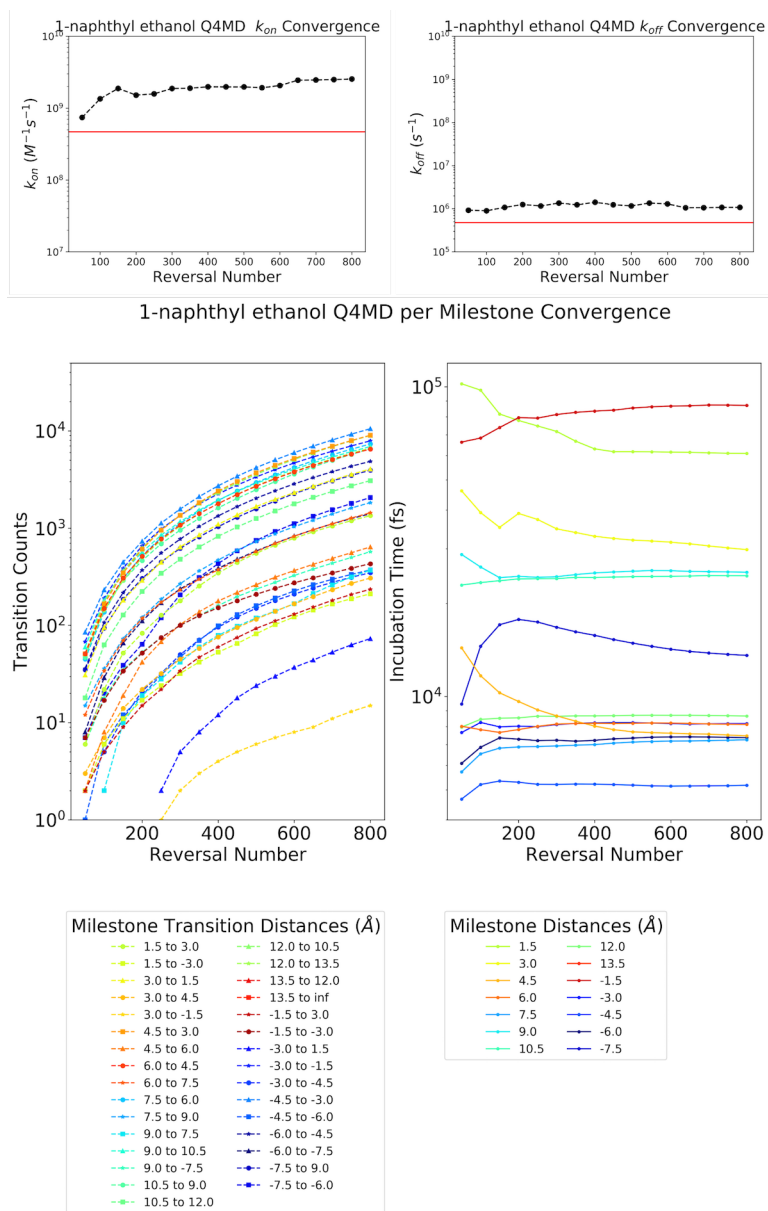 1-naphthyl ethanol Q4MD k_on Convergence
10^10
10^9
10^8
10^7
k_on (M^−1s^−1)
100 200 300 400 500 600 700 800
Reversal Number
1-naphthyl ethanol Q4MD k_off Convergence
10^10
10^9
10^8
10^7
10^6
10^5
k_off (s^−1)
100 200 300 400 500 600 700 800
Reversal Number
1-naphthyl ethanol Q4MD per Milestone Convergence
10^4
10^3
10^2
10^1
10^0
Transition Counts
200 400 600 800
Reversal Number
10^5
10^4
Incubation Time (fs)
0 200 400 600 800
Reversal Number
Milestone Transition Distances (Å)
1.5 to 3.0
1.5 to -3.0
3.0 to 1.5
3.0 to 4.5
3.0 to -1.5
4.5 to 3.0
4.5 to 6.0
6.0 to 4.5
6.0 to 7.5
7.5 to 6.0
7.5 to 9.0
9.0 to 7.5
9.0 to 10.5
9.0 to -7.5
10.5 to 9.0
10.5 to 12.0
12.0 to 10.5
12.0 to 13.5
13.5 to 12.0
13.5 to inf
-1.5 to 3.0
-1.5 to -3.0
-3.0 to 1.5
-3.0 to -1.5
-3.0 to -4.5
-4.5 to -3.0
-4.5 to -6.0
-6.0 to -4.5
-6.0 to -7.5
-7.5 to 9.0
-7.5 to -6.0
Milestone Distances (Å)
1.5
3.0
4.5
6.0
7.5
9.0
10.5
12.0
13.5
-1.5
-3.0
-4.5
-6.0
-7.5